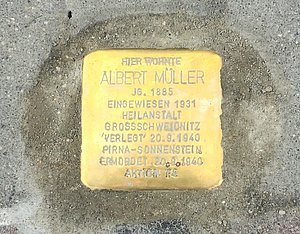 HIER WOHNTE
ALBERT MÜLLER
JG. 1885
EINGEWIESEN 1931
HEILANSTALT
GROSSSCHWEIDNITZ
'VERLEGT' 20.9.1940
PIRNA-SONNENSTEIN
ERMORDET 20.9.1940
AKTION T4